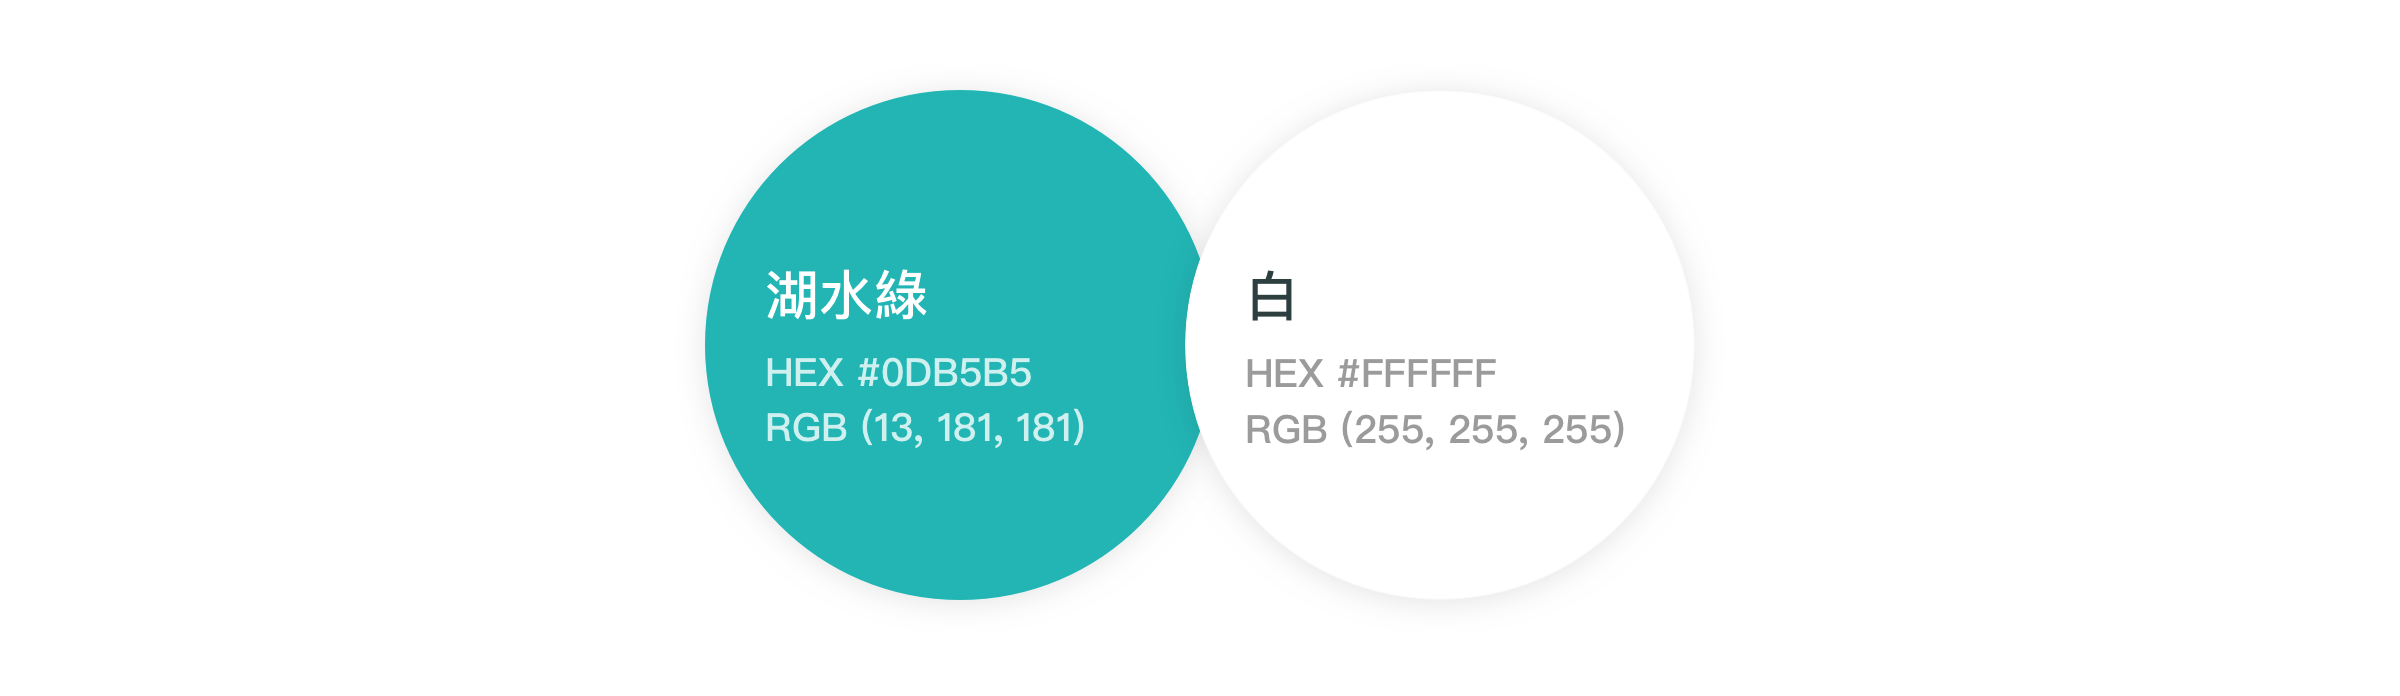 湖水綠
HEX #0DB5B5
RGB (13, 181, 181)
白
HEX #FFFFFF
RGB (255, 255, 255)